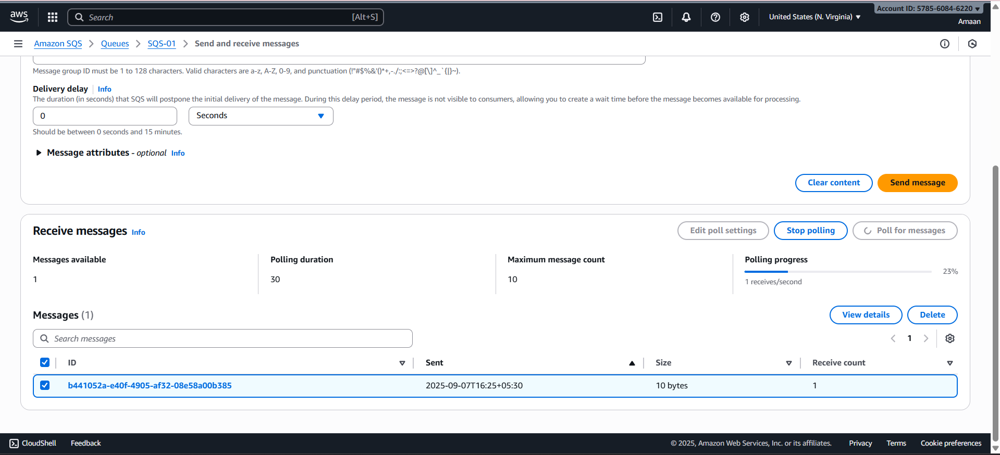 aws
Search [Alt+S]
United States (N. Virginia) ▼
Account ID: 5785-6084-6220 ▼
Amaan
Amazon SQS > Queues > SQS-01 > Send and receive messages
Message group ID must be 1 to 128 characters. Valid characters are a-z, A-Z, 0-9, and punctuation (!"#$%&'()*+,-./:;<=>?@[\]^_`{|}~).
Delivery delay Info
The duration (in seconds) that SQS will postpone the initial delivery of the message. During this delay period, the message is not visible to consumers, allowing you to create a wait time before the message becomes available for processing.
0 Seconds
Should be between 0 seconds and 15 minutes.
Message attributes - optional Info
Clear content Send message
Receive messages Info
Edit poll settings Stop polling Poll for messages
Messages available Polling duration Maximum message count Polling progress
23%
1 30 10 1 receives/second
Messages (1)
View details Delete
Search messages
1
ID Sent Size Receive count
b441052a-e40f-4905-af32-08e58a00b385 2025-09-07T16:25+05:30 10 bytes 1
CloudShell Feedback © 2025, Amazon Web Services, Inc. or its affiliates. Privacy Terms Cookie preferences